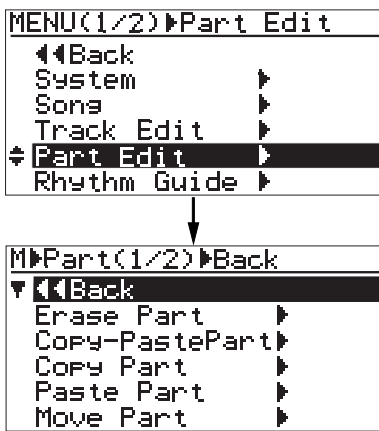 MENU(1/2)▶Part Edit
◀◀Back
System ▶
Song ▶
Track Edit ▶
Part Edit ▶
Rhythm Guide ▶
M▶Part(1/2)▶Back
◀◀Back
Erase Part ▶
Copy-PastePart▶
Copy Part ▶
Paste Part ▶
Move Part ▶